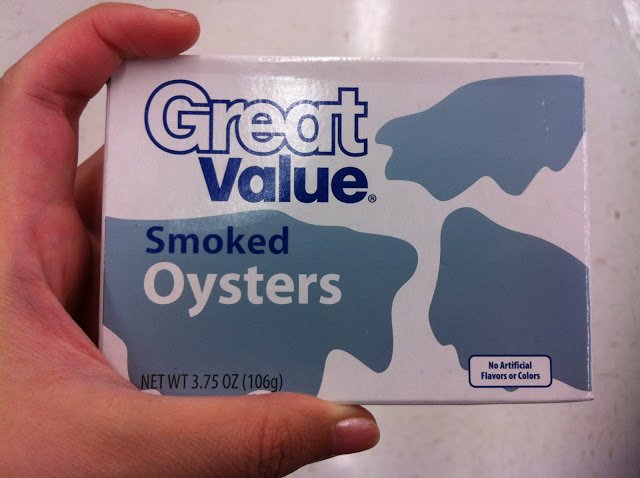 Great
Value®
Smoked
Oysters
NET WT 3.75 OZ (106g)
No Artificial
Flavors or Colors